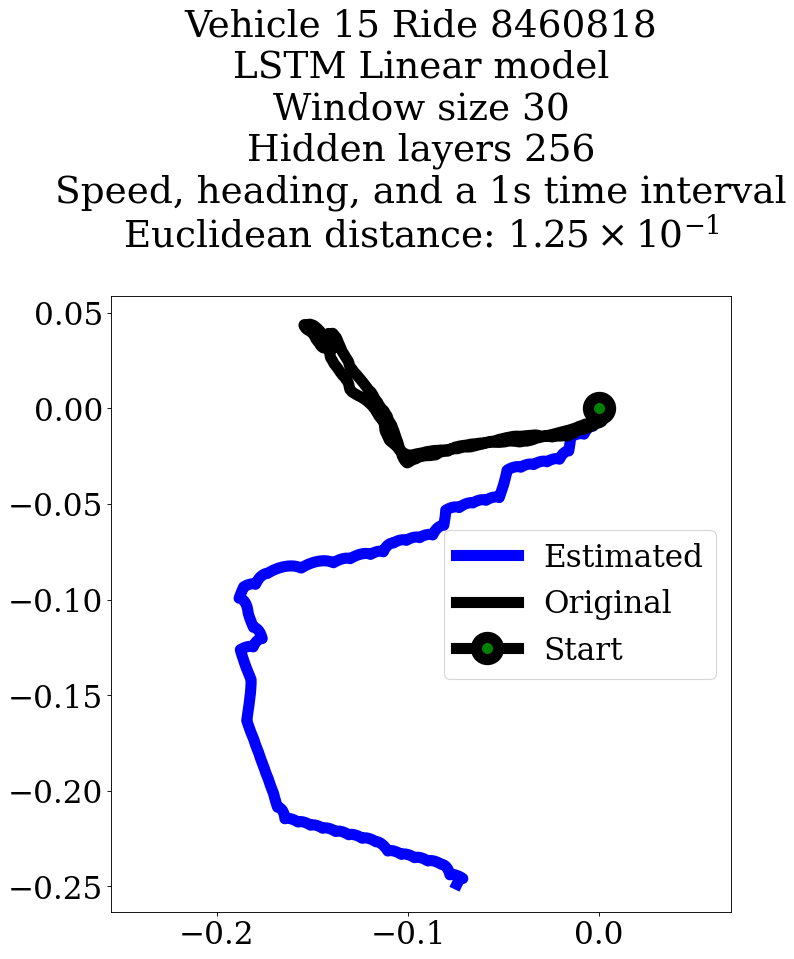 Vehicle 15 Ride 8460818
LSTM Linear model
Window size 30
Hidden layers 256
Speed, heading, and a 1s time interval
Euclidean distance: 1.25 × 10⁻¹
0.05
0.00
−0.05
−0.10
−0.15
−0.20
−0.25
Estimated
Original
Start
−0.2
−0.1
0.0